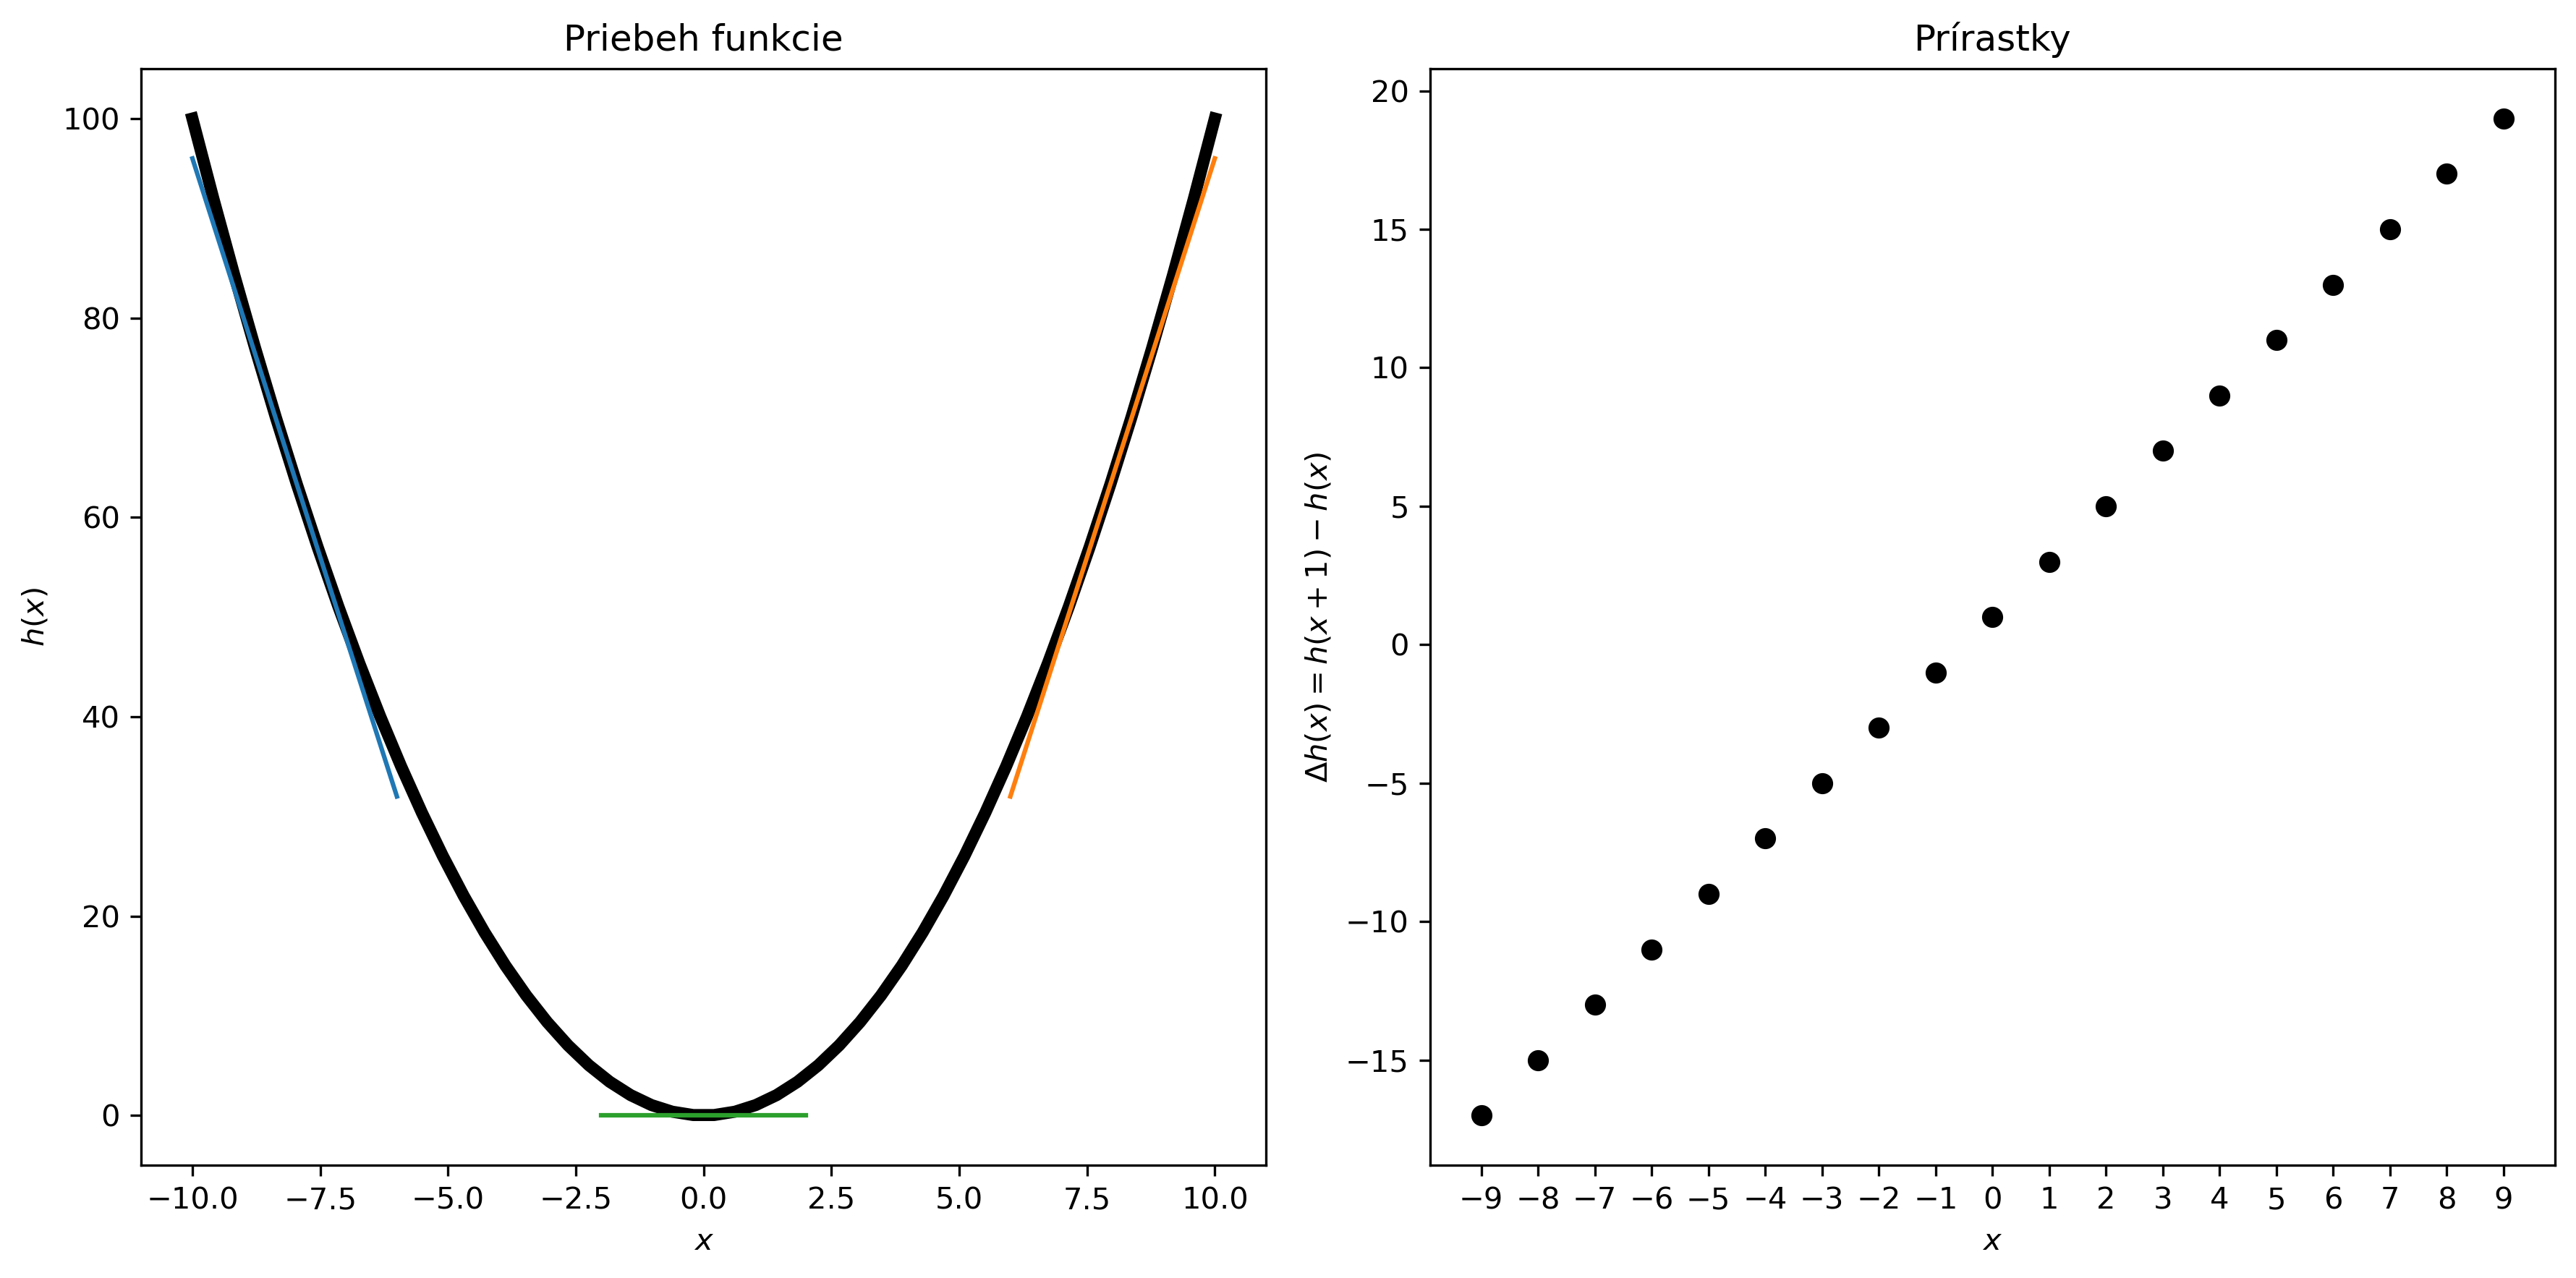 Priebeh funkcie
h(x)
100
80
60
40
20
0
−10.0 −7.5 −5.0 −2.5 0.0 2.5 5.0 7.5 10.0
x
Prírastky
Δh(x) = h(x + 1) − h(x)
20
15
10
5
0
−5
−10
−15
−9 −8 −7 −6 −5 −4 −3 −2 −1 0 1 2 3 4 5 6 7 8 9
x